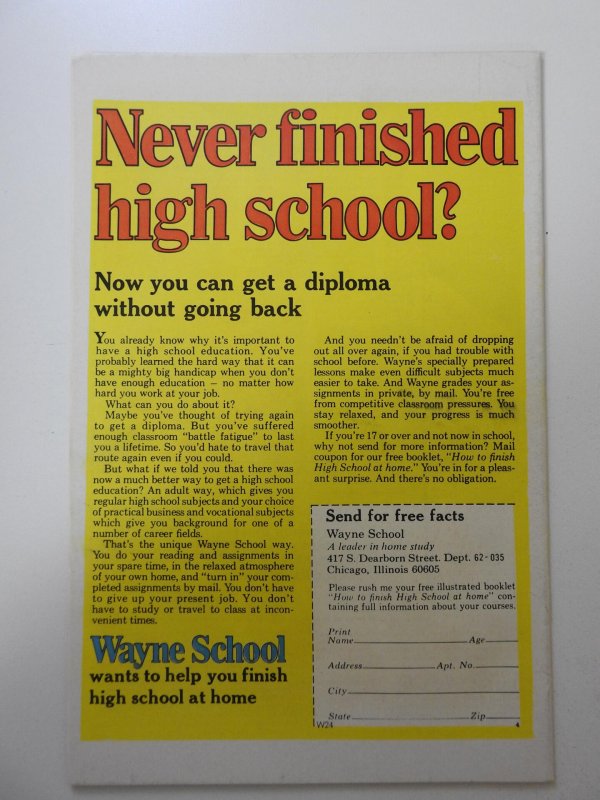 Never finished
high school?
Now you can get a diploma
without going back
You already know why it's important to
have a high school education. You've
probably learned the hard way that it can
be a mighty big handicap when you don't
have enough education – no matter how
hard you work at your job.
What can you do about it?
Maybe you've thought of trying again
to get a diploma. But you've suffered
enough classroom "battle fatigue" to last
you a lifetime. So you'd hate to travel that
route again even if you could.
But what if we told you that there was
now a much better way to get a high school
education? An adult way, which gives you
regular high school subjects and your choice
of practical business and vocational subjects
which give you background for one of a
number of career fields.
That's the unique Wayne School way.
You do your reading and assignments in
your spare time, in the relaxed atmosphere
of your own home, and "turn in" your com-
pleted assignments by mail. You don't have
to give up your present job. You don't
have to study or travel to class at incon-
venient times.
Wayne School
wants to help you finish
high school at home
And you needn't be afraid of dropping
out all over again, if you had trouble with
school before. Wayne's specially prepared
lessons make even difficult subjects much
easier to take. And Wayne grades your as-
signments in private, by mail. You're free
from competitive classroom pressures. You
stay relaxed, and your progress is much
smoother.
If you're 17 or over and not now in school,
why not send for more information? Mail
coupon for our free booklet, "How to finish
High School at home." You're in for a pleas-
ant surprise. And there's no obligation.
Send for free facts
Wayne School
A leader in home study
417 S. Dearborn Street. Dept. 62-035
Chicago, Illinois 60605
Please rush me your free illustrated booklet
"How to finish High School at home" con-
taining full information about your courses.
Print
Name Age
Address Apt. No.
City
State Zip
W24 4